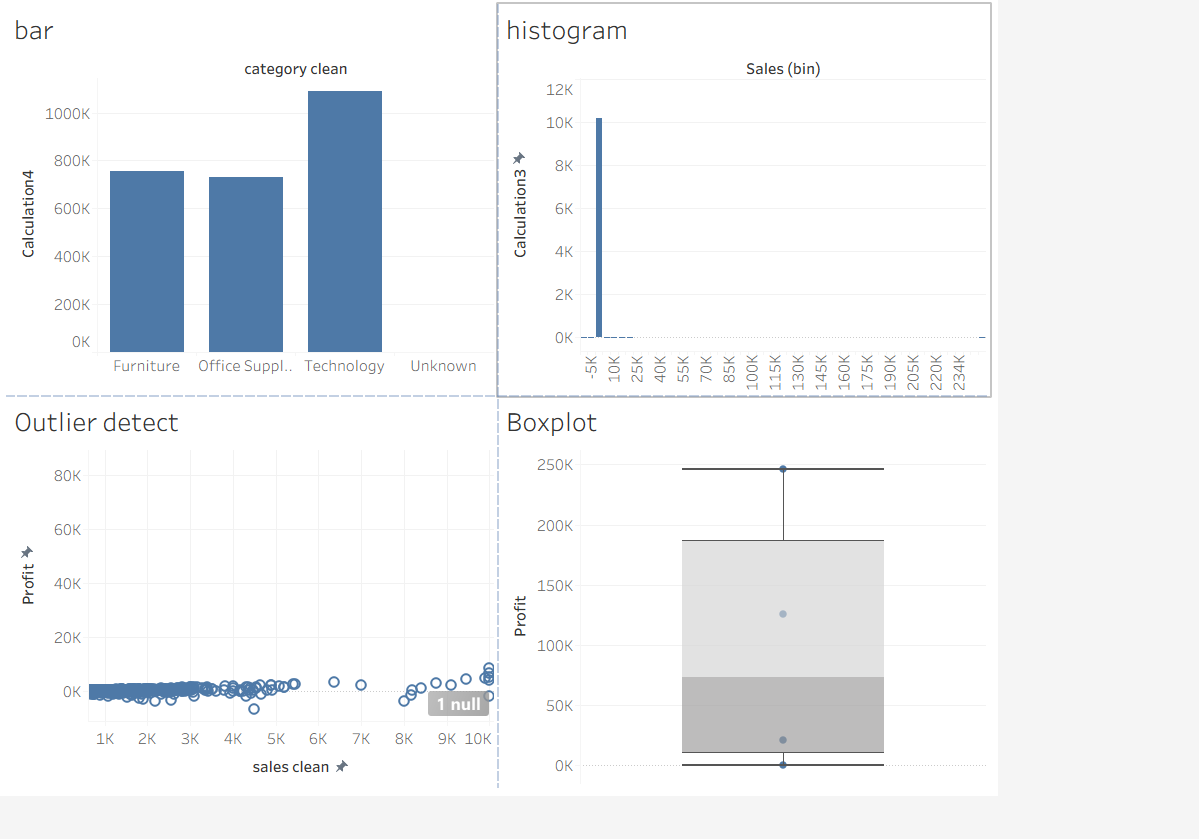 bar
category clean
Calculation4
1000K
800K
600K
400K
200K
0K
Furniture
Office Suppl..
Technology
Unknown
histogram
Sales (bin)
Calculation3
12K
10K
8K
6K
4K
2K
0K
-5K
10K
25K
40K
55K
70K
85K
100K
115K
130K
145K
160K
175K
190K
205K
220K
234K
Outlier detect
Profit
80K
60K
40K
20K
0K
1 null
1K
2K
3K
4K
5K
6K
7K
8K
9K
10K
sales clean
Boxplot
Profit
250K
200K
150K
100K
50K
0K